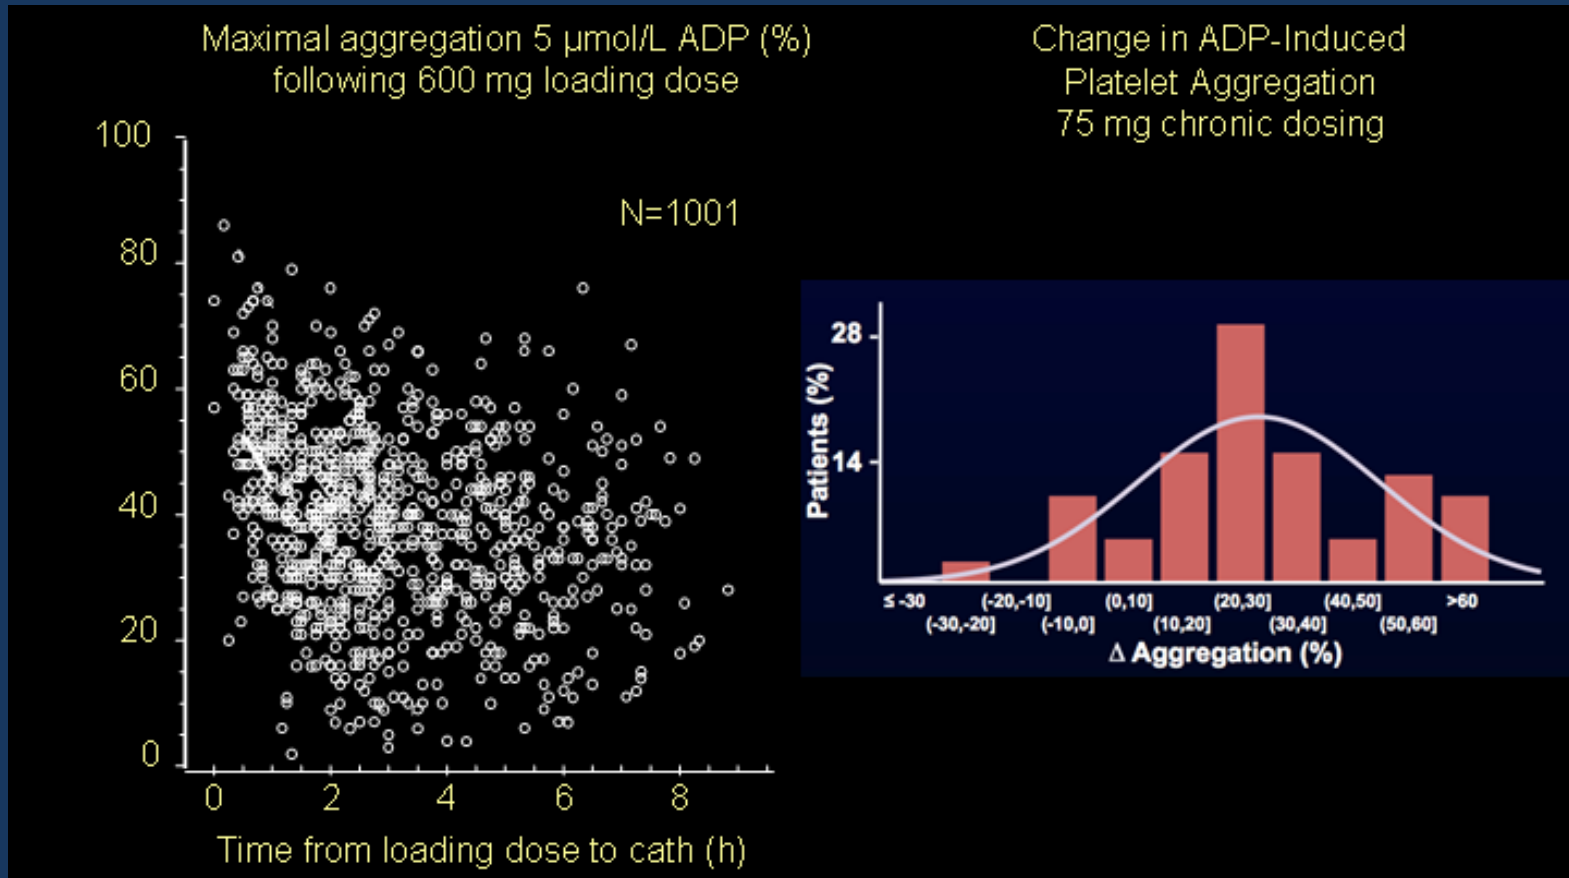 Maximal aggregation 5 µmol/L ADP (%)
following 600 mg loading dose
100
80
60
40
20
0
N=1001
0 2 4 6 8
Time from loading dose to cath (h)
Change in ADP-Induced
Platelet Aggregation
75 mg chronic dosing
28
14
Patients (%)
≤ -30 (-20,-10] (0,10] (20,30] (40,50] >60
(-30,-20] (-10,0] (10,20] (30,40] (50,60]
Δ Aggregation (%)